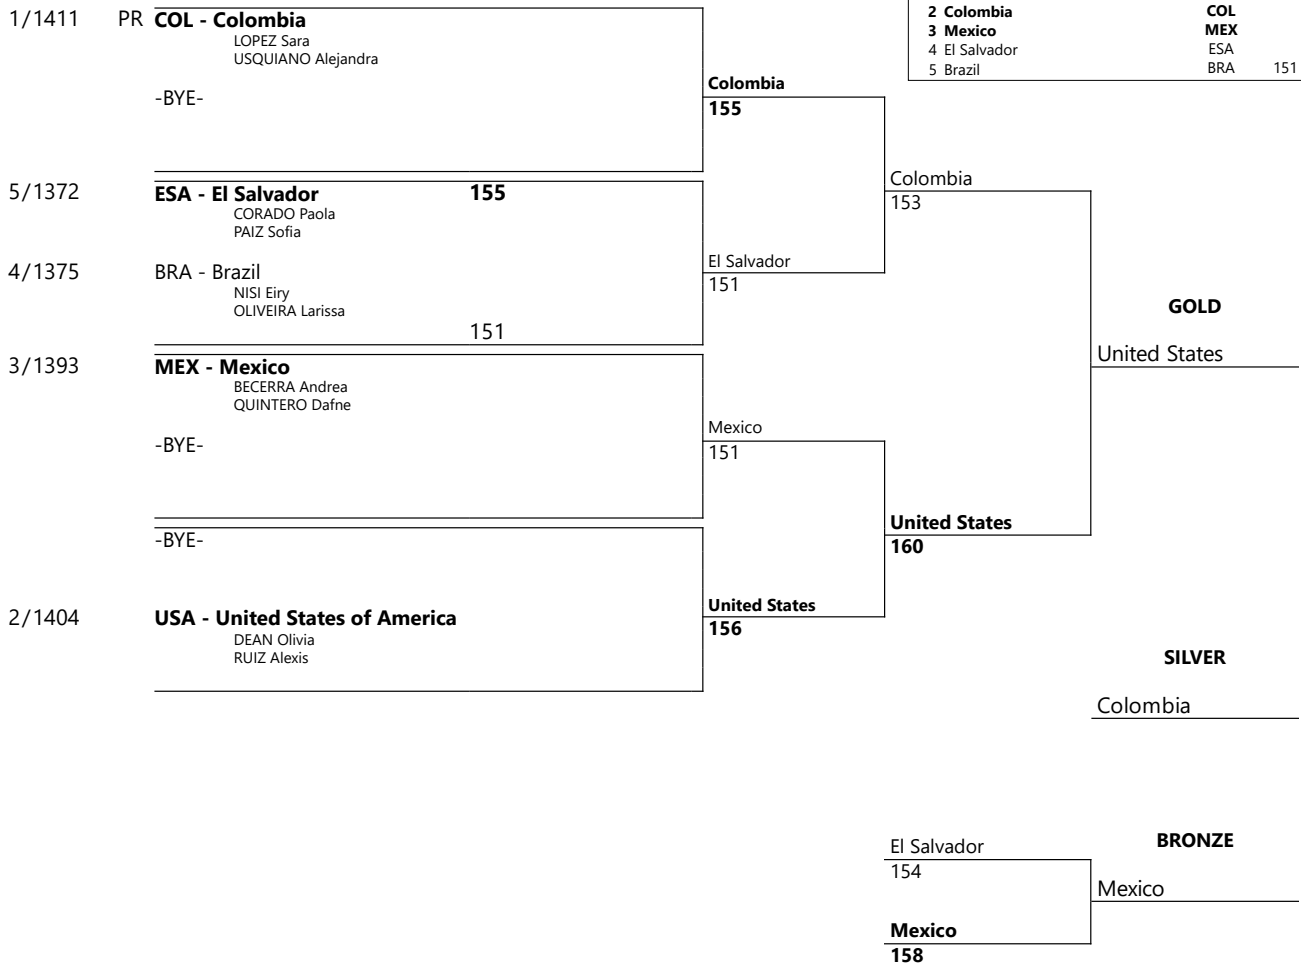 2 Colombia COL
3 Mexico MEX
4 El Salvador ESA
5 Brazil BRA 151
1/1411 PR COL - Colombia
LOPEZ Sara
USQUIANO Alejandra
-BYE-
Colombia
155
5/1372 ESA - El Salvador 155
CORADO Paola
PAIZ Sofia
4/1375 BRA - Brazil
NISI Eiry
OLIVEIRA Larissa
151
El Salvador
151
Colombia
153
3/1393 MEX - Mexico
BECERRA Andrea
QUINTERO Dafne
-BYE-
Mexico
151
-BYE-
2/1404 USA - United States of America
DEAN Olivia
RUIZ Alexis
United States
156
United States
160
GOLD
United States
SILVER
Colombia
El Salvador
154
Mexico
158
BRONZE
Mexico